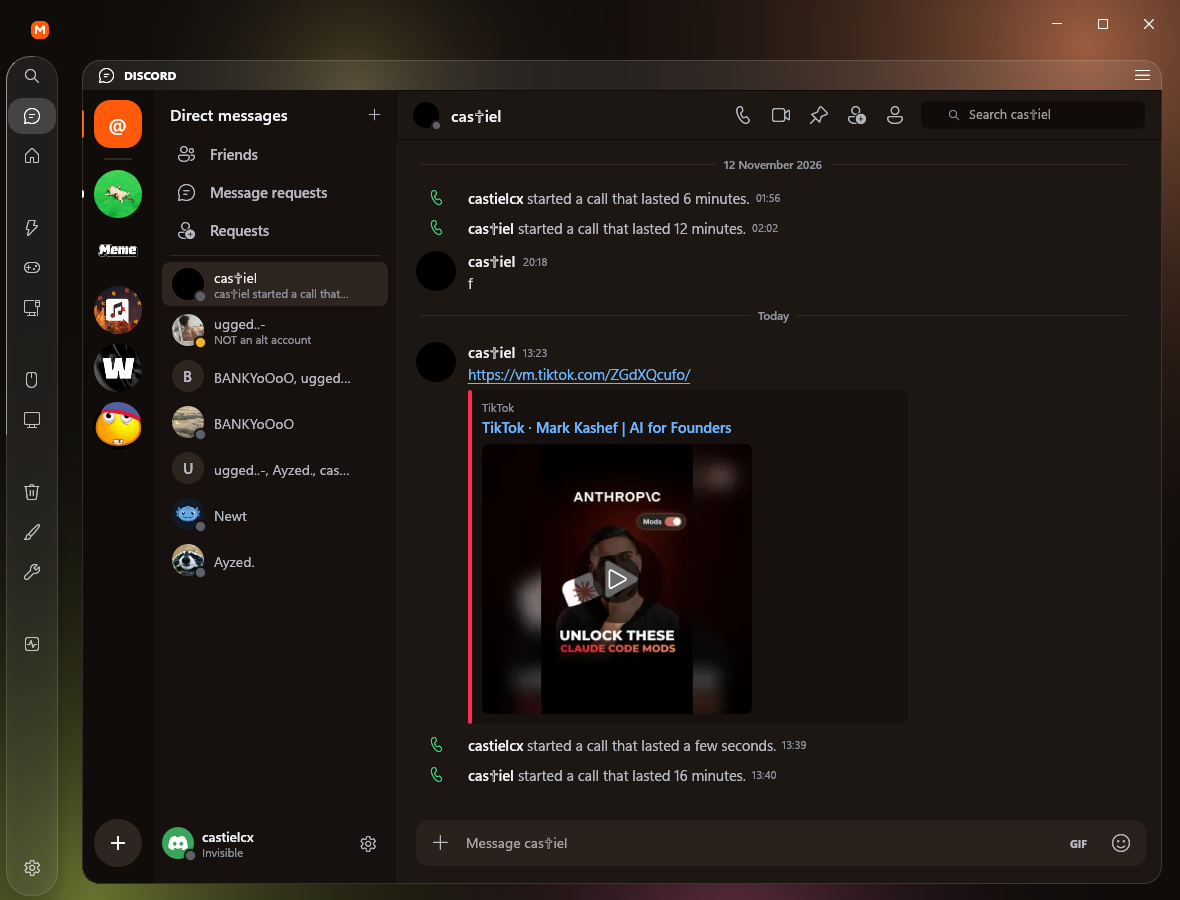 M
DISCORD
@
Meme
W
Direct messages
Friends
Message requests
Requests
cas†iel
cas†iel started a call that...
ugged..-
NOT an alt account
B
BANKYoOoO, ugged...
BANKYoOoO
U
ugged..-, Ayzed., cas...
Newt
Ayzed.
castielcx
Invisible
cas†iel
Search cas†iel
12 November 2026
castielcx started a call that lasted 6 minutes. 01:56
cas†iel started a call that lasted 12 minutes. 02:02
cas†iel 20:18
f
Today
cas†iel 13:23
https://vm.tiktok.com/ZGdXQcufo/
TikTok
TikTok · Mark Kashef | AI for Founders
ANTHROP\C
Mods
UNLOCK THESE
CLAUDE CODE MODS
castielcx started a call that lasted a few seconds. 13:39
cas†iel started a call that lasted 16 minutes. 13:40
Message cas†iel
GIF